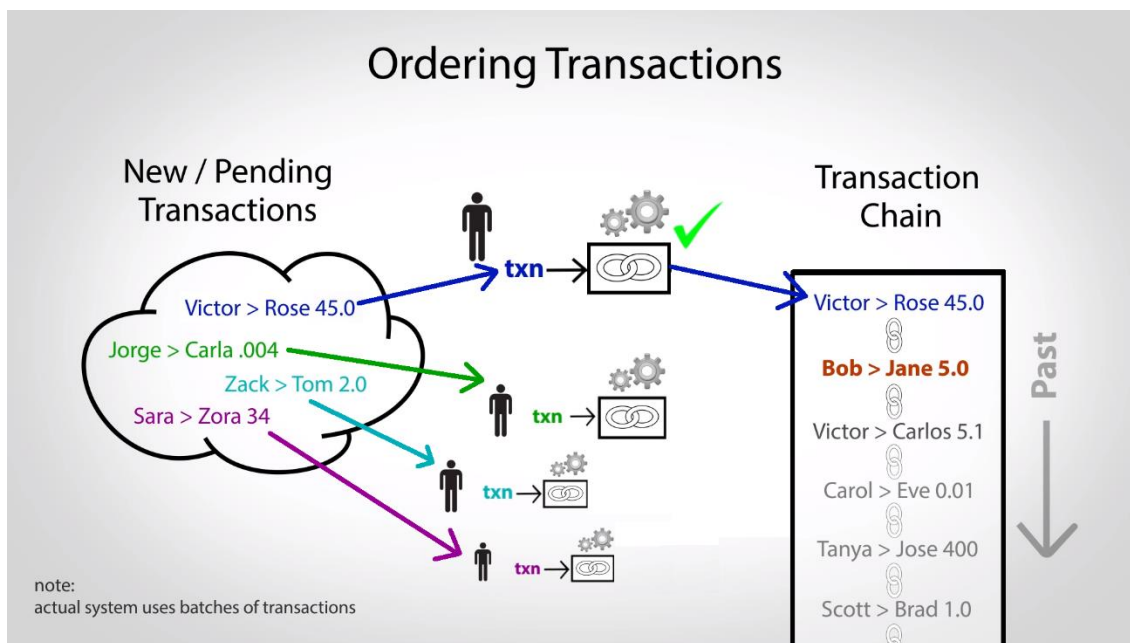 Ordering Transactions
New / Pending
Transactions
Victor > Rose 45.0
Jorge > Carla .004
Zack > Tom 2.0
Sara > Zora 34
txn
txn
txn
txn
Transaction
Chain
Victor > Rose 45.0
Bob > Jane 5.0
Victor > Carlos 5.1
Carol > Eve 0.01
Tanya > Jose 400
Scott > Brad 1.0
Past
note:
actual system uses batches of transactions